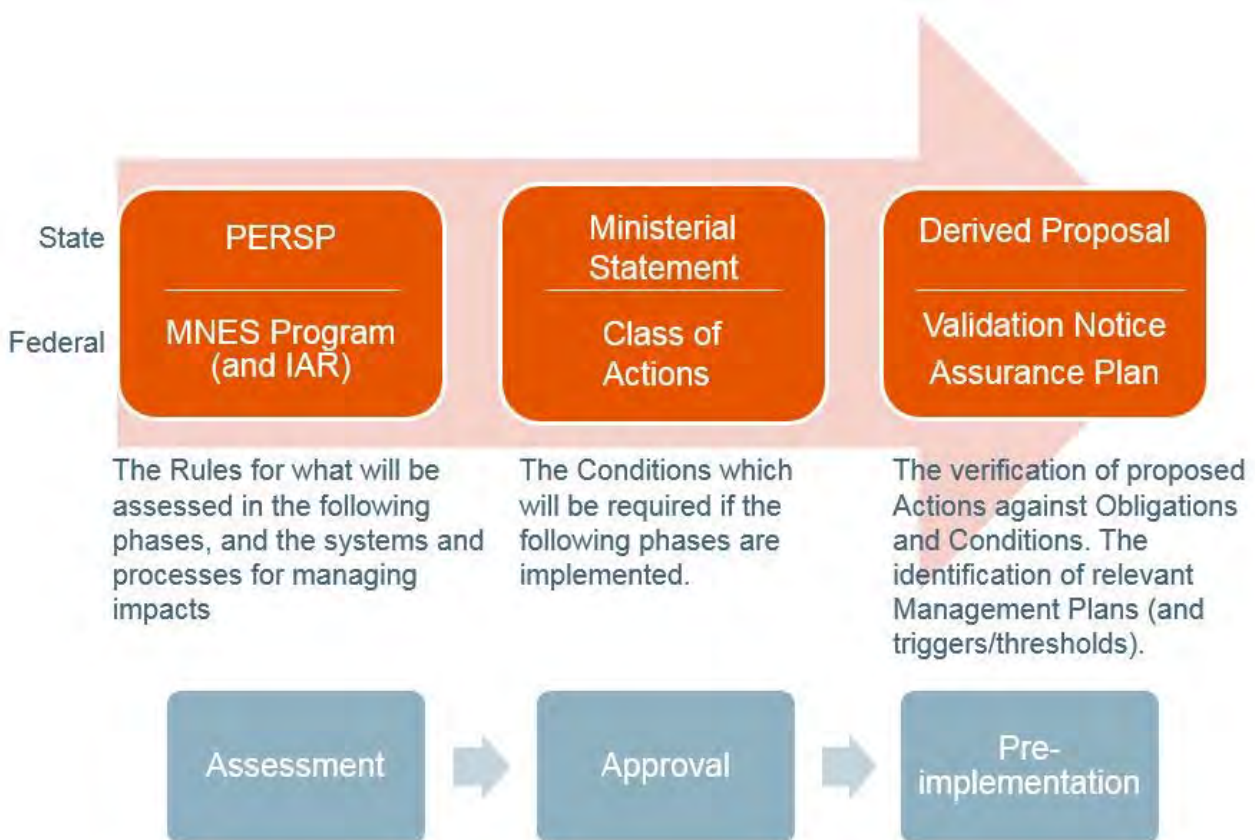 State
PERSP
Federal
MNES Program
(and IAR)
Ministerial
Statement
Class of
Actions
Derived Proposal
Validation Notice
Assurance Plan
The Rules for what will be
assessed in the following
phases, and the systems and
processes for managing
impacts
The Conditions which
will be required if the
following phases are
implemented.
The verification of proposed
Actions against Obligations
and Conditions. The
identification of relevant
Management Plans (and
triggers/thresholds).
Assessment
Approval
Pre-
implementation